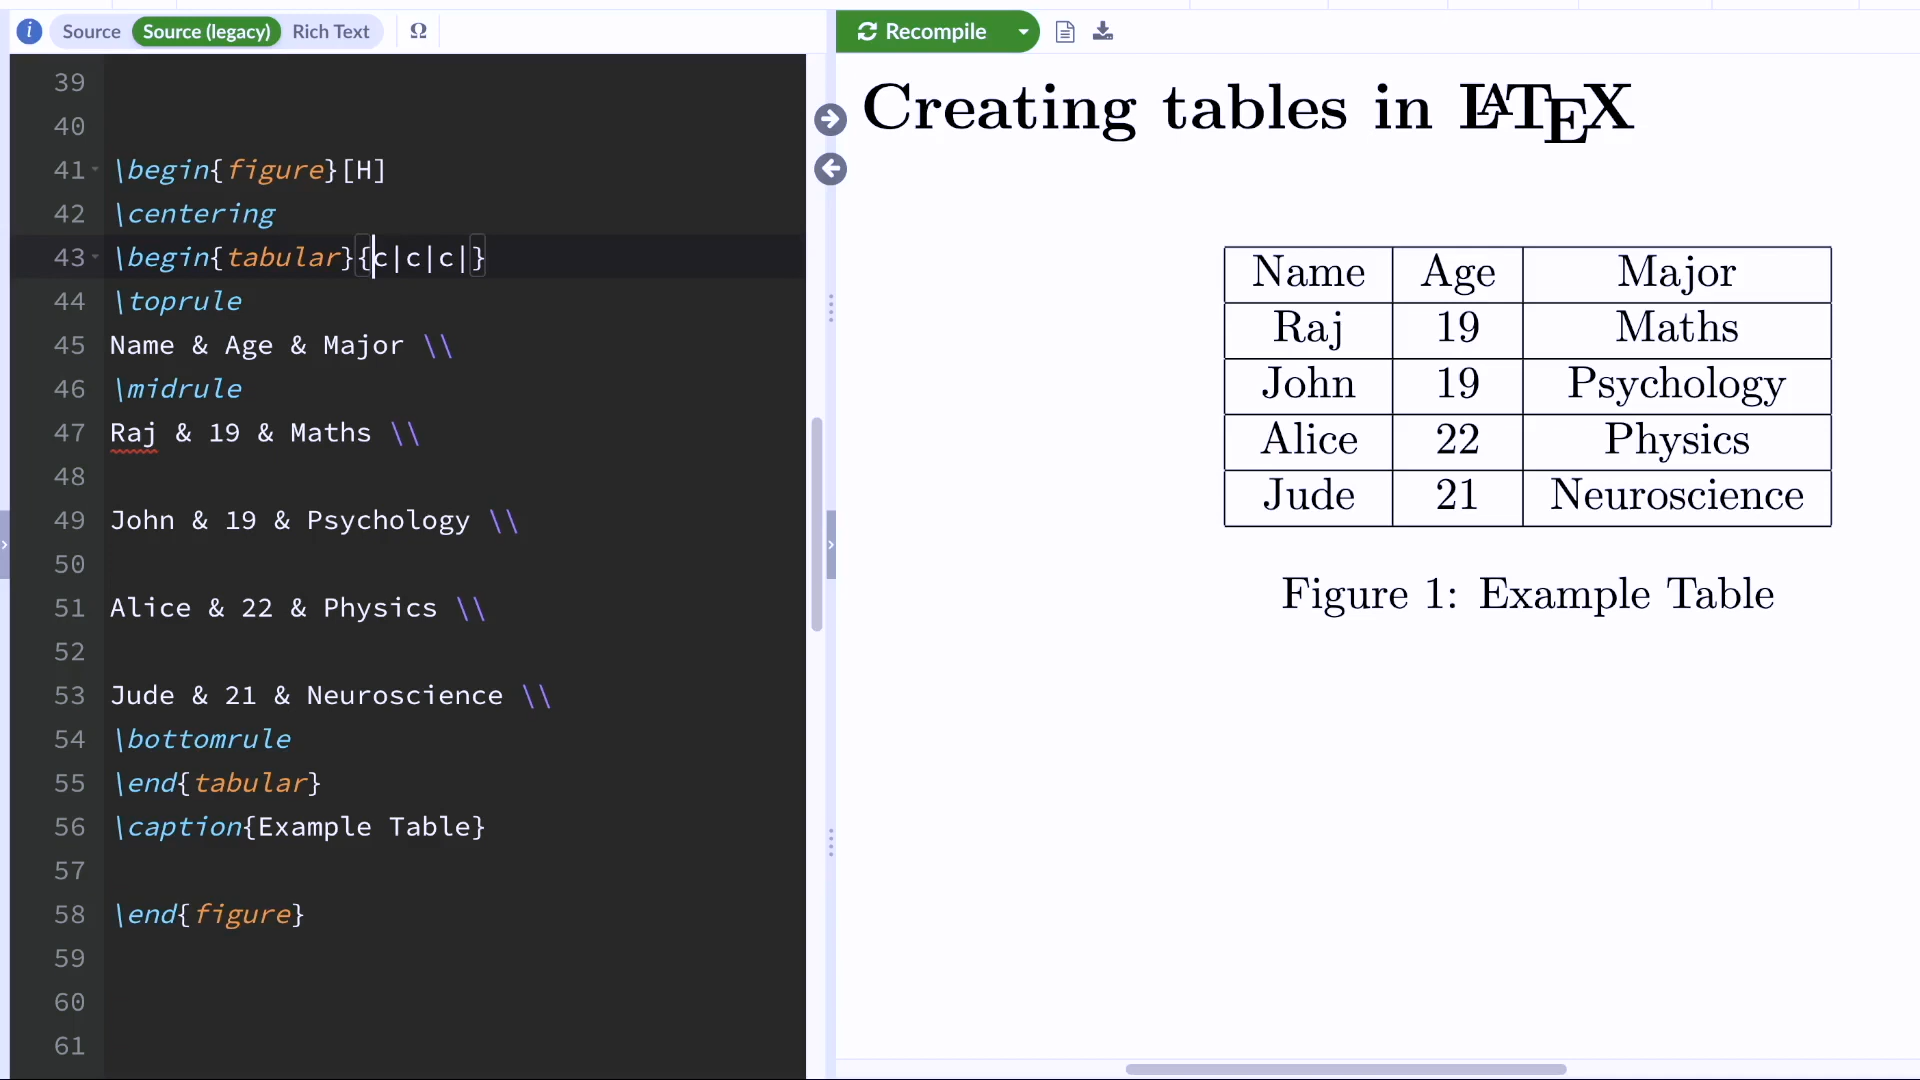 i Source Source (legacy) Rich Text Ω
Recompile
39
40
41 \begin{figure}[H]
42 \centering
43 \begin{tabular}{c|c|c|}
44 \toprule
45 Name & Age & Major \\
46 \midrule
47 Raj & 19 & Maths \\
48
49 John & 19 & Psychology \\
50
51 Alice & 22 & Physics \\
52
53 Jude & 21 & Neuroscience \\
54 \bottomrule
55 \end{tabular}
56 \caption{Example Table}
57
58 \end{figure}
59
60
61
Creating tables in LATEX
Name Age Major
Raj 19 Maths
John 19 Psychology
Alice 22 Physics
Jude 21 Neuroscience
Figure 1: Example Table